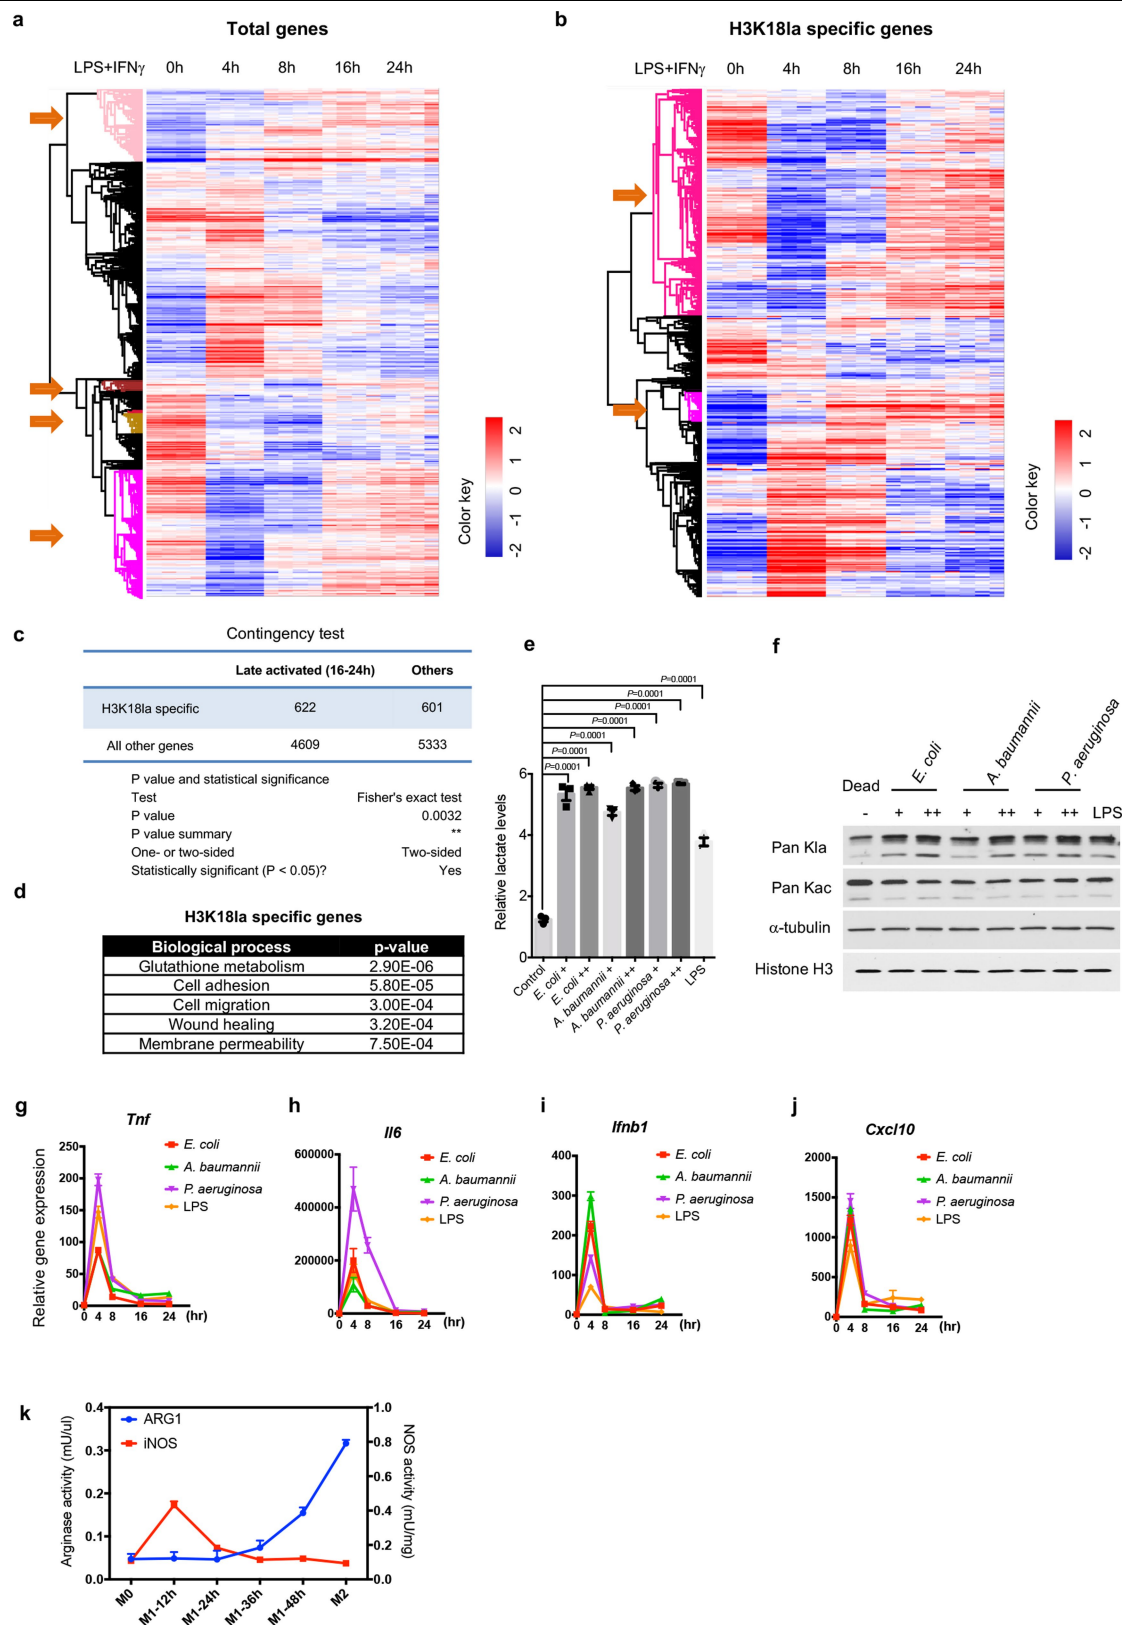 a
Total genes
LPS+IFNγ 0h 4h 8h 16h 24h
2
1
0
-1
-2
Color key
b
H3K18la specific genes
LPS+IFNγ 0h 4h 8h 16h 24h
2
1
0
-1
-2
Color key
c
Contingency test
Late activated (16-24h) Others
H3K18la specific 622 601
All other genes 4609 5333
P value and statistical significance
Test Fisher's exact test
P value 0.0032
P value summary **
One- or two-sided Two-sided
Statistically significant (P < 0.05)? Yes
d
H3K18la specific genes
Biological process p-value
Glutathione metabolism 2.90E-06
Cell adhesion 5.80E-05
Cell migration 3.00E-04
Wound healing 3.20E-04
Membrane permeability 7.50E-04
e
P=0.0001
P=0.0001
P=0.0001
P=0.0001
P=0.0001
P=0.0001
P=0.0001
Relative lactate levels
6
4
2
0
Control
E. coli +
E. coli ++
A. baumannii +
A. baumannii ++
P. aeruginosa +
P. aeruginosa ++
LPS
f
Dead E. coli A. baumannii P. aeruginosa
- + ++ + ++ + ++ LPS
Pan Kla
Pan Kac
α-tubulin
Histone H3
g
Tnf
Relative gene expression
250
200
150
100
50
0
0 4 8 16 24 (hr)
E. coli
A. baumannii
P. aeruginosa
LPS
h
Il6
600000
400000
200000
0
0 4 8 16 24 (hr)
E. coli
A. baumannii
P. aeruginosa
LPS
i
Ifnb1
400
300
200
100
0
0 4 8 16 24 (hr)
E. coli
A. baumannii
P. aeruginosa
LPS
j
Cxcl10
2000
1500
1000
500
0
0 4 8 16 24 (hr)
E. coli
A. baumannii
P. aeruginosa
LPS
k
Arginase activity (mU/ul)
0.4
0.3
0.2
0.1
0.0
ARG1
iNOS
1.0
0.8
0.6
0.4
0.2
0.0
NOS activity (mU/mg)
M0
M1-12h
M1-24h
M1-36h
M1-48h
M2